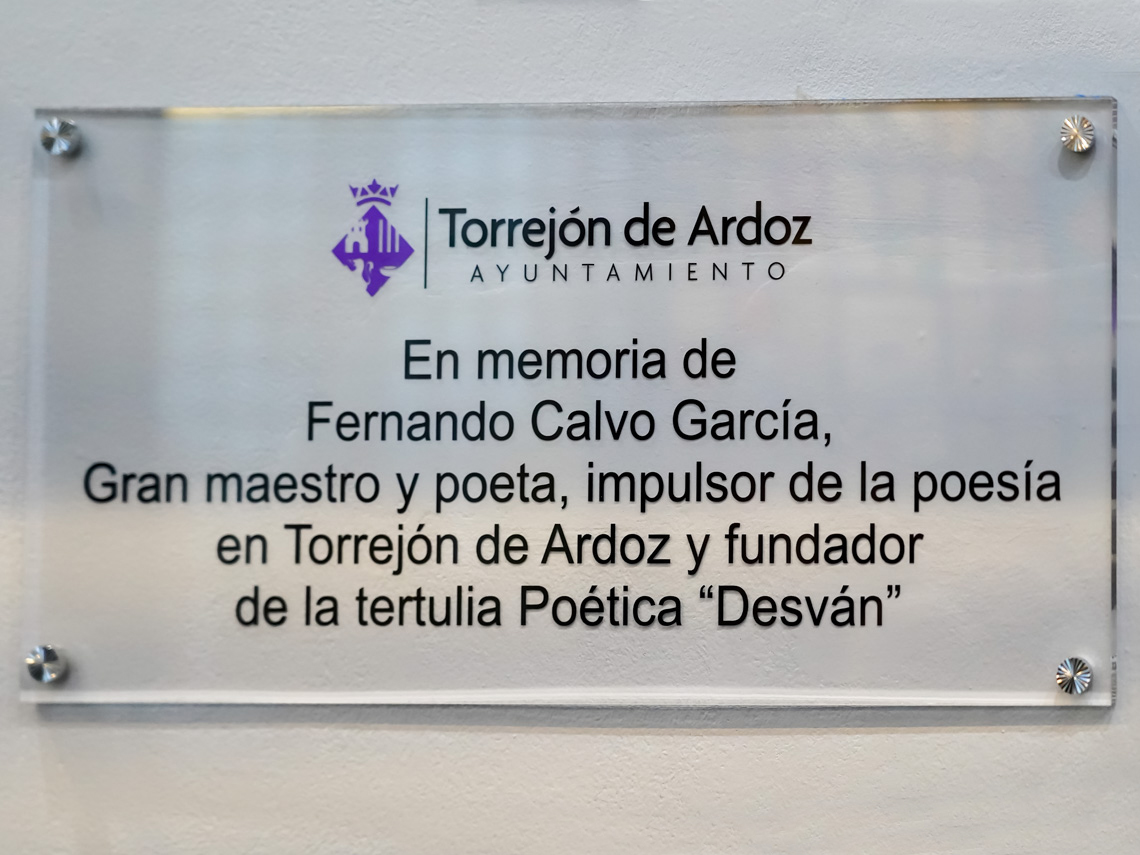 Torrejón de Ardoz
AYUNTAMIENTO
En memoria de
Fernando Calvo García,
Gran maestro y poeta, impulsor de la poesía
en Torrejón de Ardoz y fundador
de la tertulia Poética “Desván”